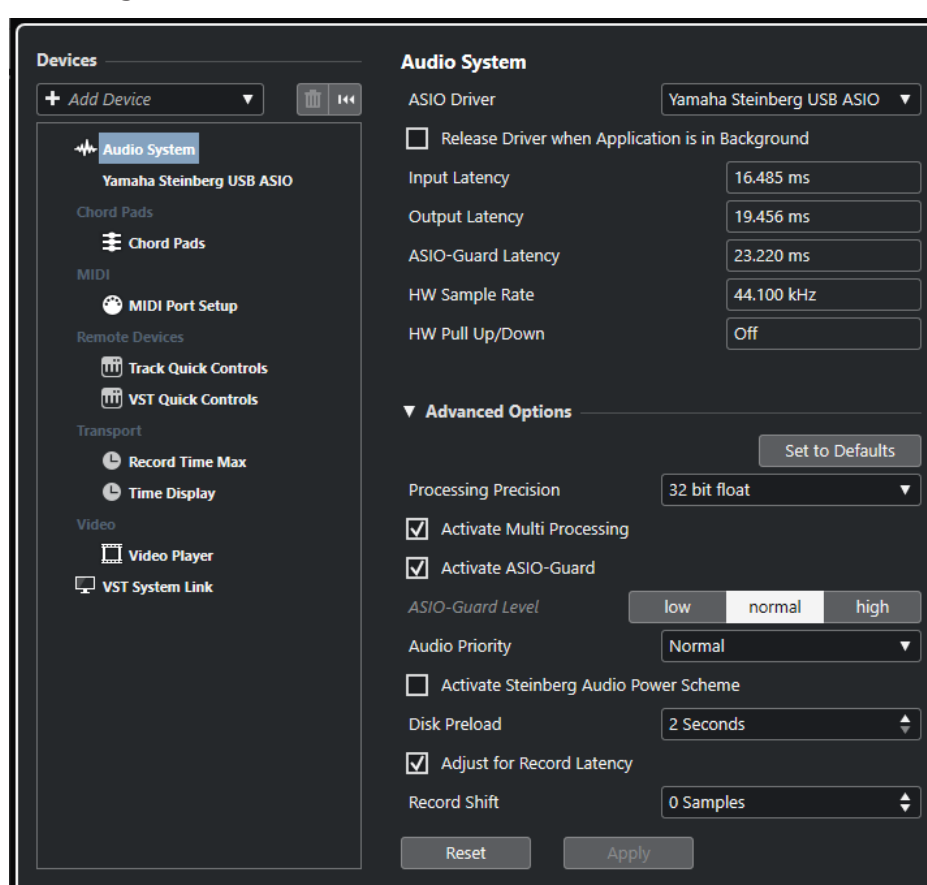 Devices
Add Device
Audio System
Yamaha Steinberg USB ASIO
Chord Pads
Chord Pads
MIDI
MIDI Port Setup
Remote Devices
Track Quick Controls
VST Quick Controls
Transport
Record Time Max
Time Display
Video
Video Player
VST System Link
Audio System
ASIO Driver Yamaha Steinberg USB ASIO
Release Driver when Application is in Background
Input Latency 16.485 ms
Output Latency 19.456 ms
ASIO-Guard Latency 23.220 ms
HW Sample Rate 44.100 kHz
HW Pull Up/Down Off
Advanced Options
Set to Defaults
Processing Precision 32 bit float
Activate Multi Processing
Activate ASIO-Guard
ASIO-Guard Level low normal high
Audio Priority Normal
Activate Steinberg Audio Power Scheme
Disk Preload 2 Seconds
Adjust for Record Latency
Record Shift 0 Samples
Reset Apply